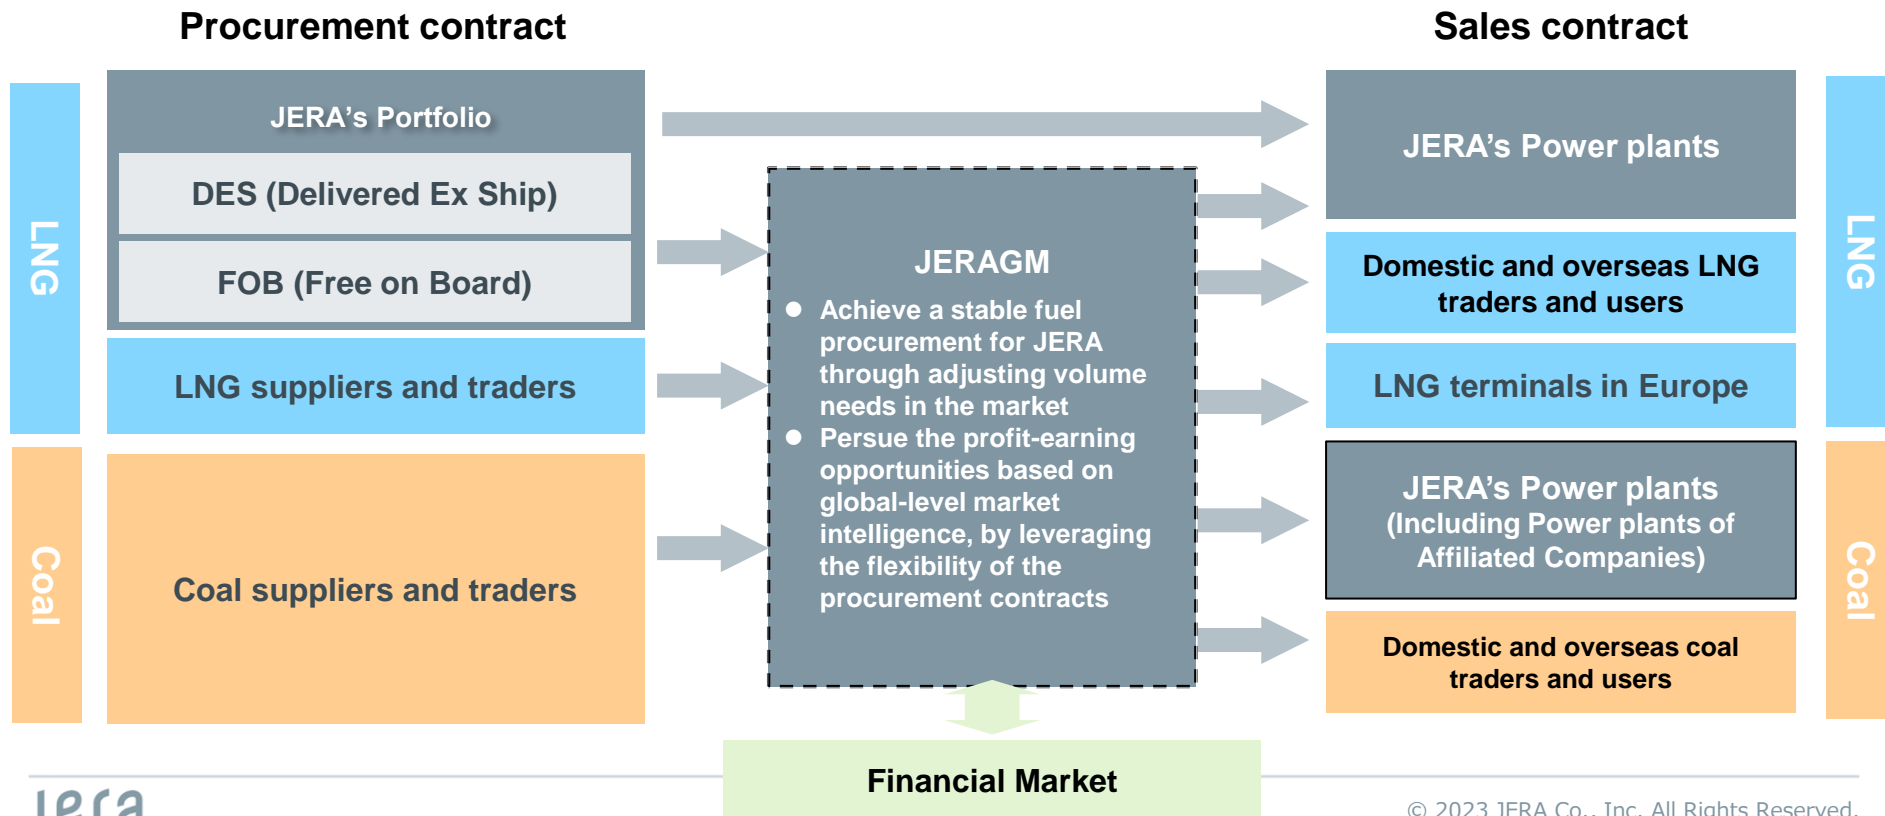 Procurement contract
Sales contract
LNG
JERA's Portfolio
DES (Delivered Ex Ship)
FOB (Free on Board)
LNG suppliers and traders
Coal
Coal suppliers and traders
JERAGM
● Achieve a stable fuel
procurement for JERA
through adjusting volume
needs in the market
● Persue the profit-earning
opportunities based on
global-level market
intelligence, by leveraging
the flexibility of the
procurement contracts
JERA's Power plants
Domestic and overseas LNG
traders and users
LNG terminals in Europe
LNG
JERA's Power plants
(Including Power plants of
Affiliated Companies)
Domestic and overseas coal
traders and users
Coal
Financial Market
Jera
© 2023 JERA Co., Inc. All Rights Reserved.